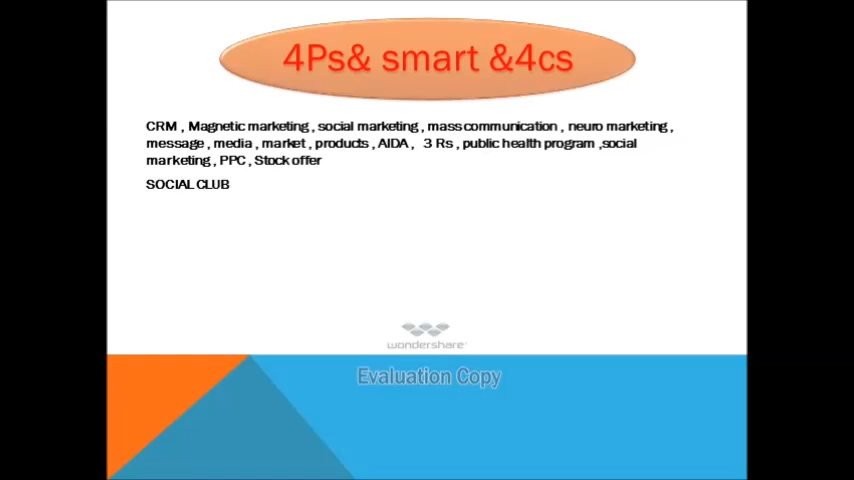 4Ps& smart &4cs
CRM , Magnetic marketing , social marketing , mass communication , neuro marketing ,
message , media , market , products , AIDA , 3 Rs , public health program ,social
marketing , PPC , Stock offer
SOCIAL CLUB
wondershare
Evaluation Copy